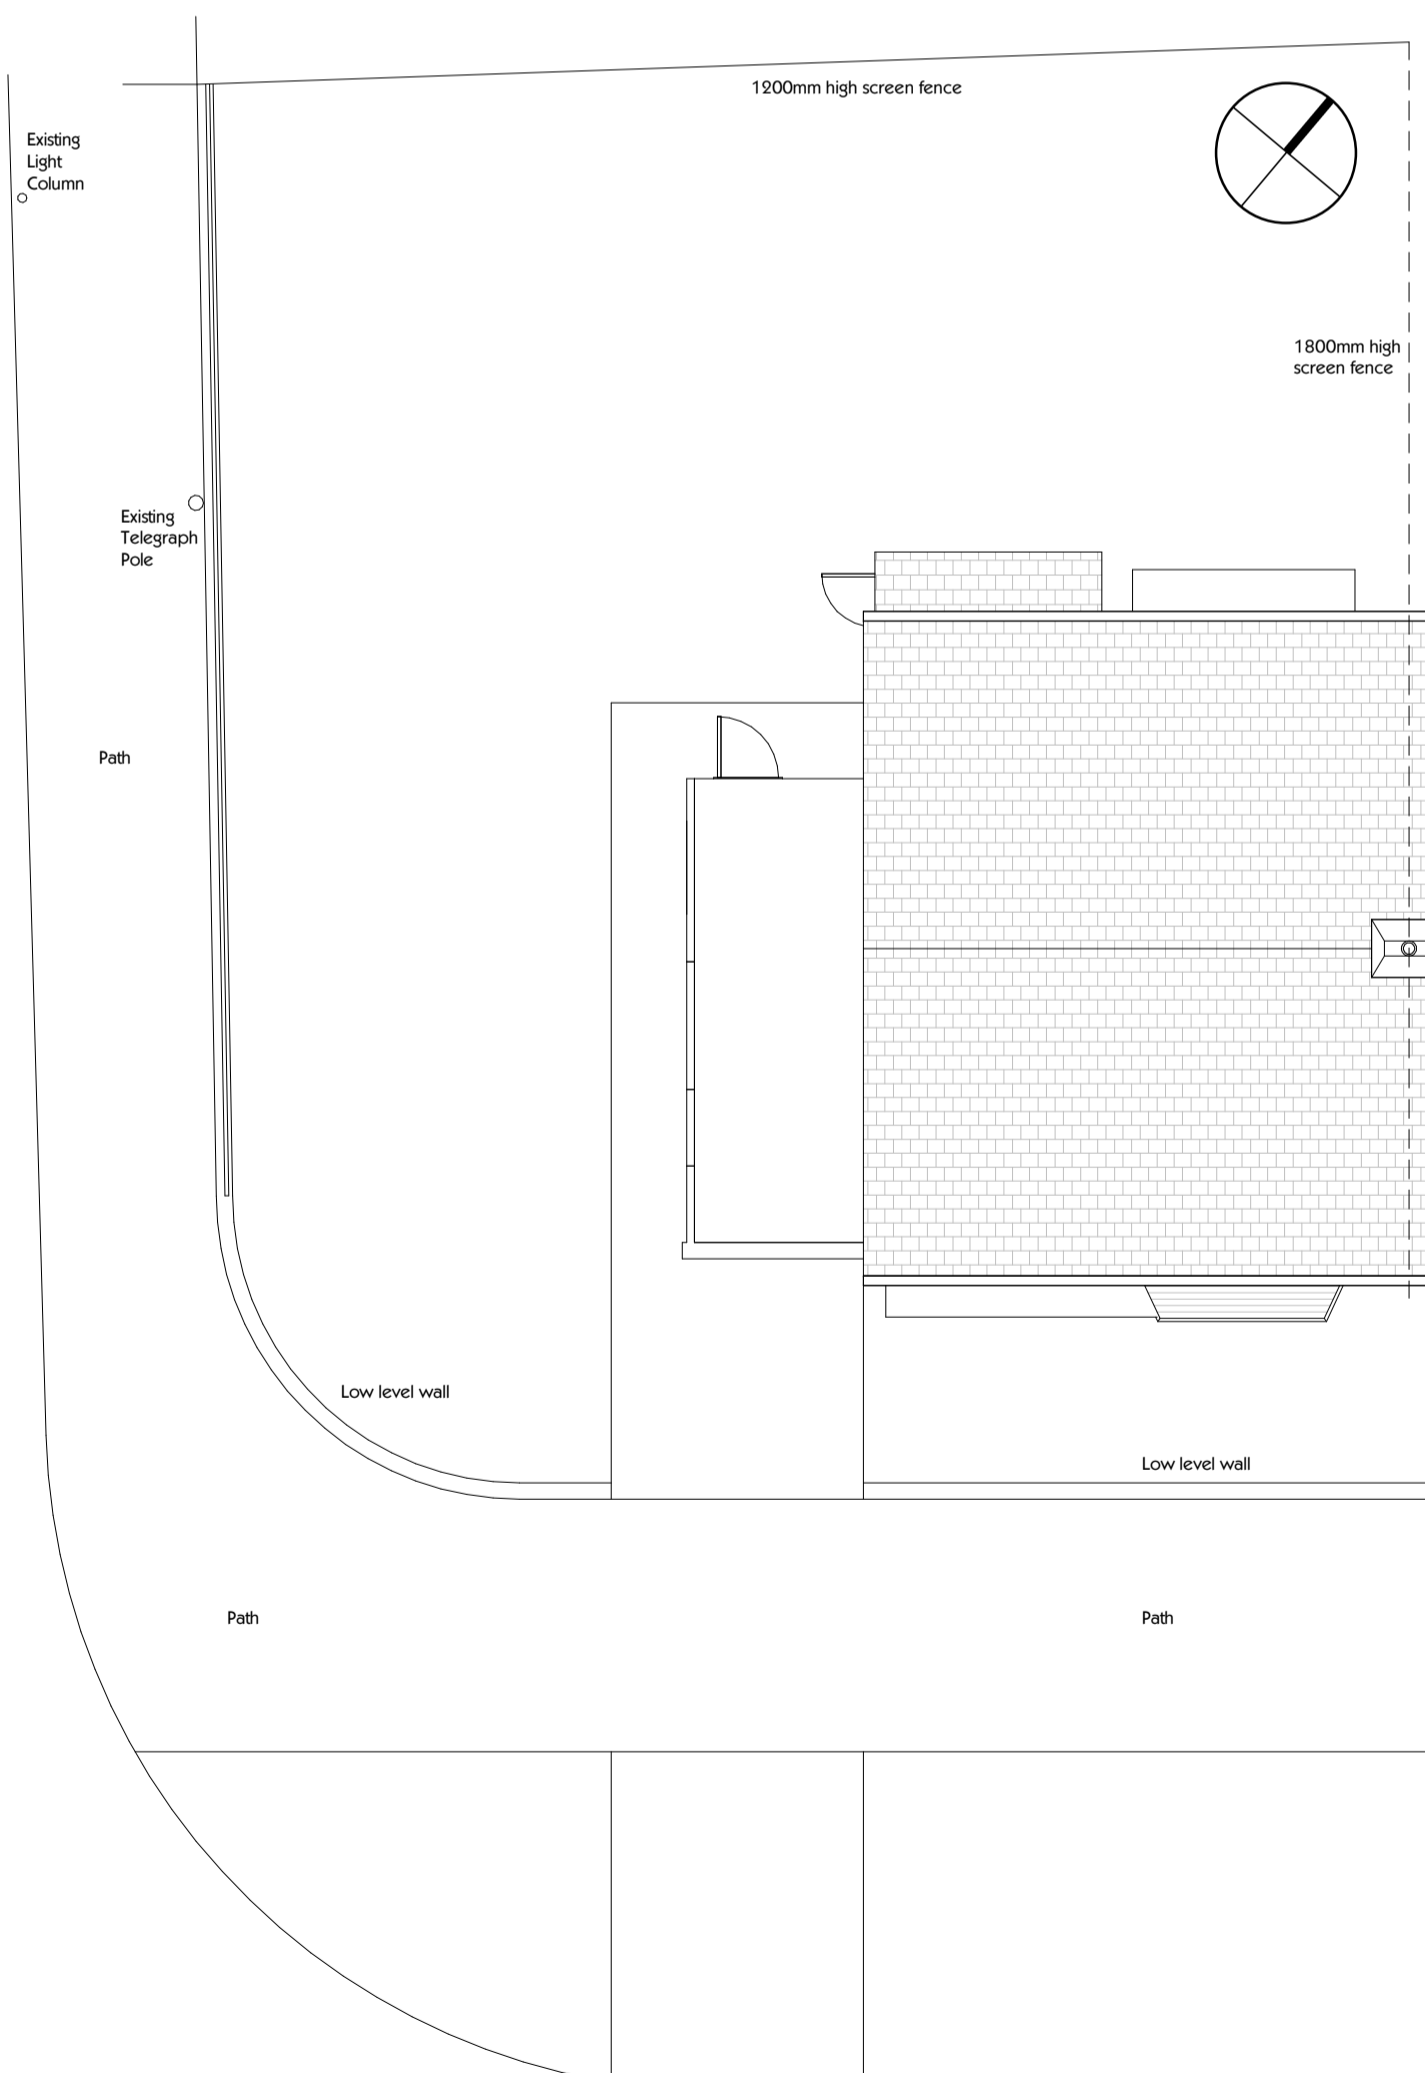 1200mm high screen fence
Existing
Light
Column
1800mm high
screen fence
Existing
Telegraph
Pole
Path
Low level wall
Low level wall
Path
Path